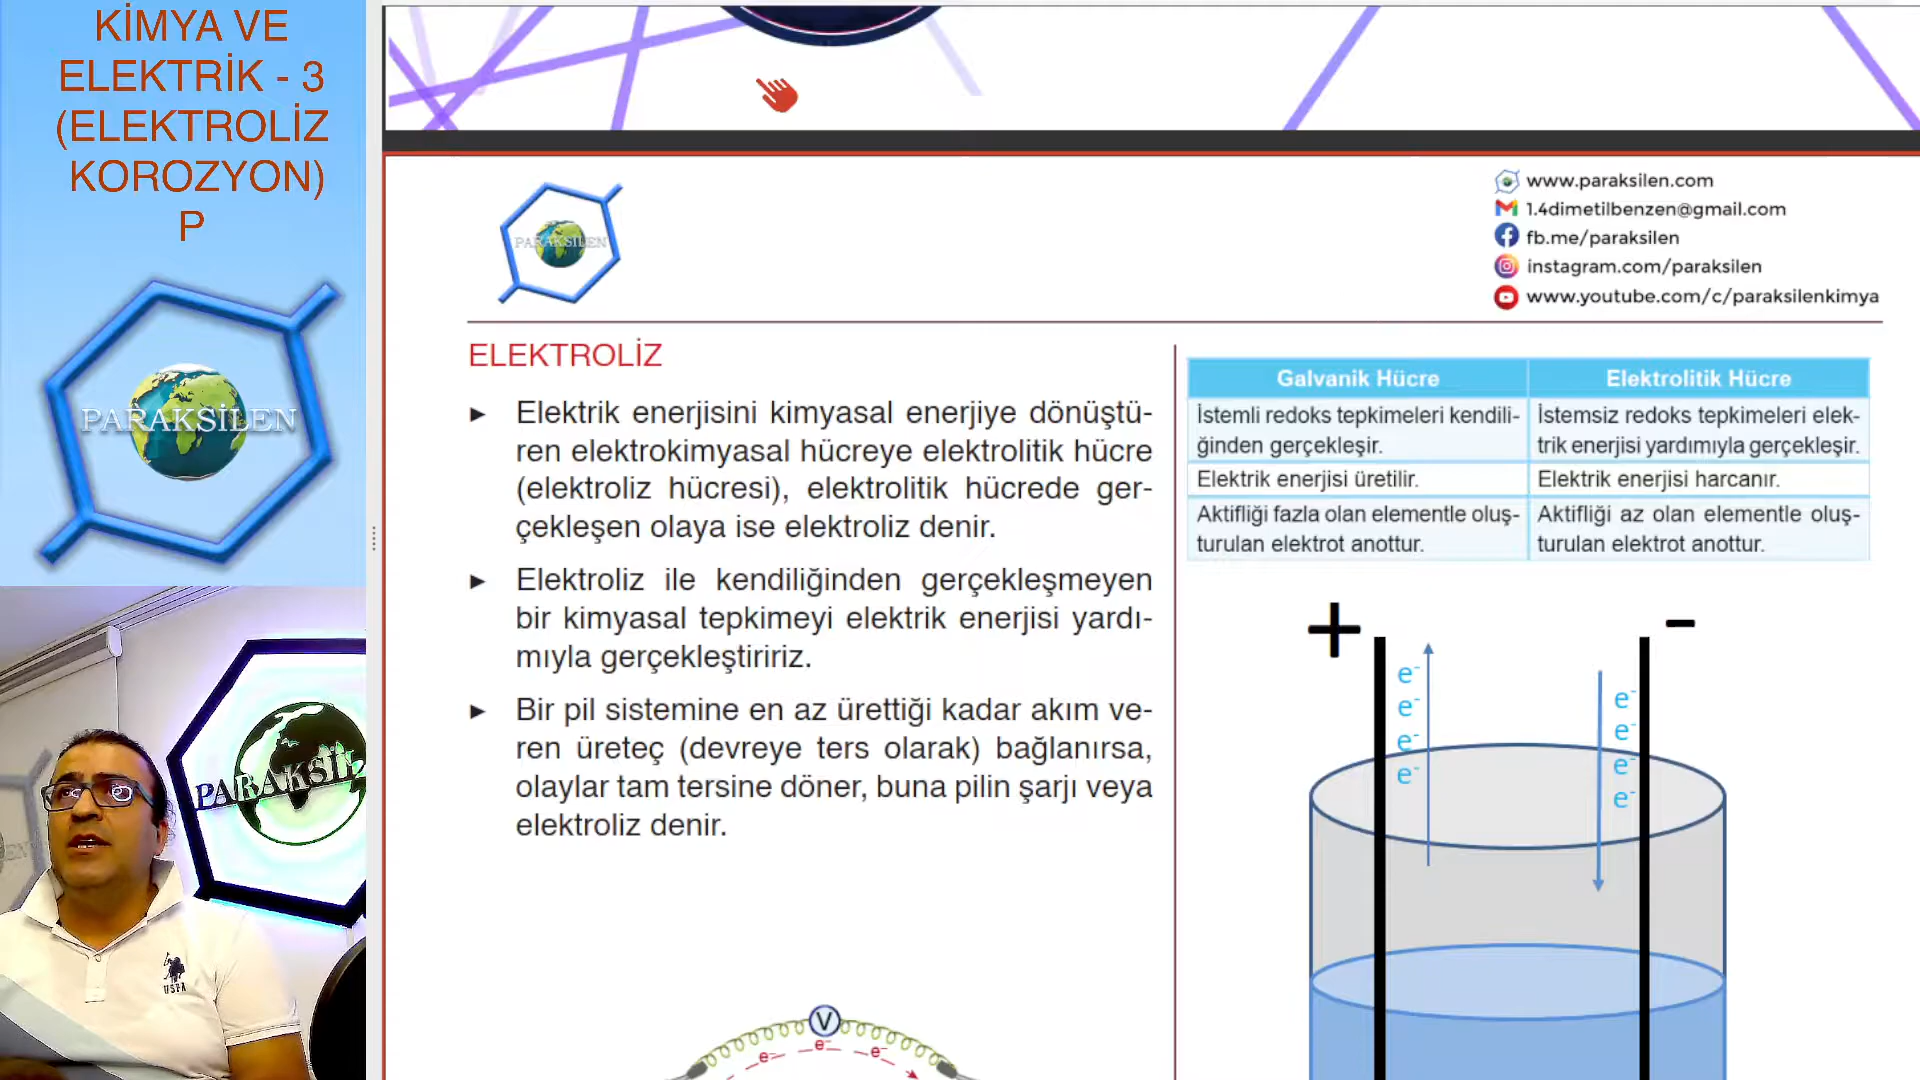 KİMYA VE
ELEKTRİK - 3
(ELEKTROLİZ
KOROZYON)
P
PARAKSİLEN
PARAKSİL
USPA
PARAKSİLEN
www.paraksilen.com
1.4dimetilbenzen@gmail.com
fb.me/paraksilen
instagram.com/paraksilen
www.youtube.com/c/paraksilenkimya
ELEKTROLİZ
► Elektrik enerjisini kimyasal enerjiye dönüştü-
ren elektrokimyasal hücreye elektrolitik hücre
(elektroliz hücresi), elektrolitik hücrede ger-
çekleşen olaya ise elektroliz denir.
► Elektroliz ile kendiliğinden gerçekleşmeyen
bir kimyasal tepkimeyi elektrik enerjisi yardı-
mıyla gerçekleştiririz.
► Bir pil sistemine en az ürettiği kadar akım ve-
ren üreteç (devreye ters olarak) bağlanırsa,
olaylar tam tersine döner, buna pilin şarjı veya
elektroliz denir.
V
e⁻ e⁻ e⁻
Galvanik Hücre Elektrolitik Hücre
İstemli redoks tepkimeleri kendili-
ğinden gerçekleşir.
İstemsiz redoks tepkimeleri elek-
trik enerjisi yardımıyla gerçekleşir.
Elektrik enerjisi üretilir.
Elektrik enerjisi harcanır.
Aktifliği fazla olan elementle oluş-
turulan elektrot anottur.
Aktifliği az olan elementle oluş-
turulan elektrot anottur.
+ -
e⁻
e⁻
e⁻
e⁻
e⁻
e⁻
e⁻
e⁻